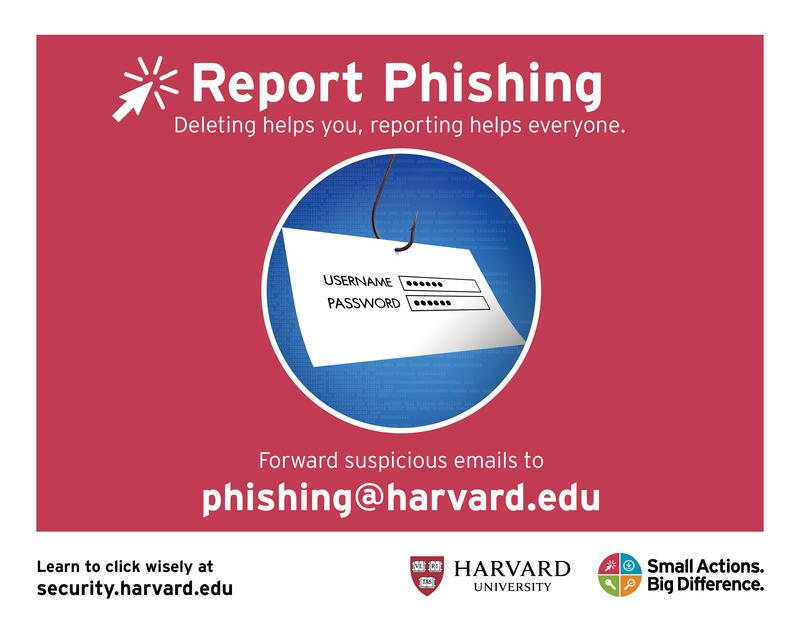 Report Phishing
Deleting helps you, reporting helps everyone.
USERNAME ••••••
PASSWORD ••••••
Forward suspicious emails to
phishing@harvard.edu
Learn to click wisely at
security.harvard.edu
VE RI
TAS
HARVARD
UNIVERSITY
Small Actions.
Big Difference.